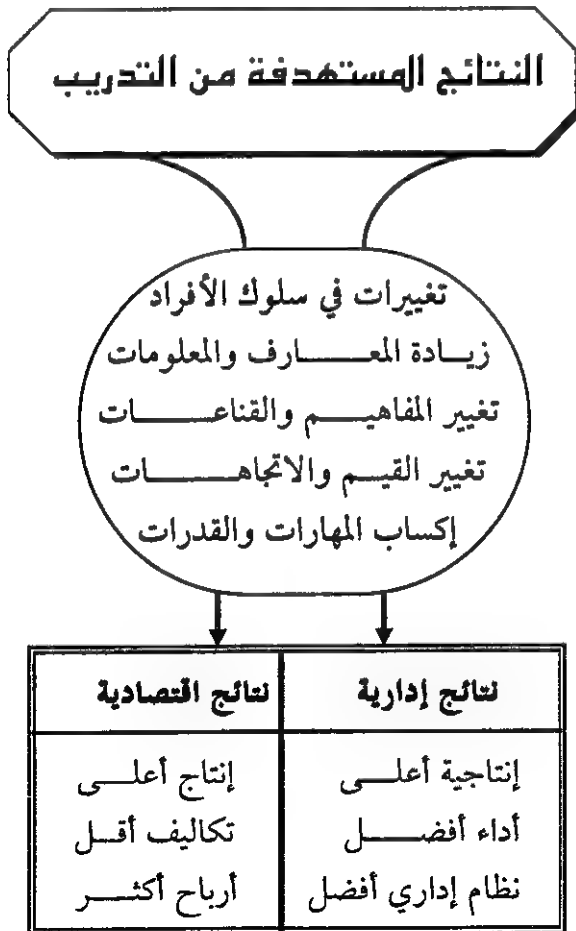 النتائج المستهدفة من التدريب
تغييرات في سلوك الأفراد
زيادة المعارف والمعلومات
تغيير المفاهيم والقناعات
تغيير القيم والاتجاهات
إكساب المهارات والقدرات
نتائج إدارية
نتائج اقتصادية
إنتاجية أعلى
أداء أفضل
نظام إداري أفضل
إنتاج أعلى
تكاليف أقل
أرباح أكثر